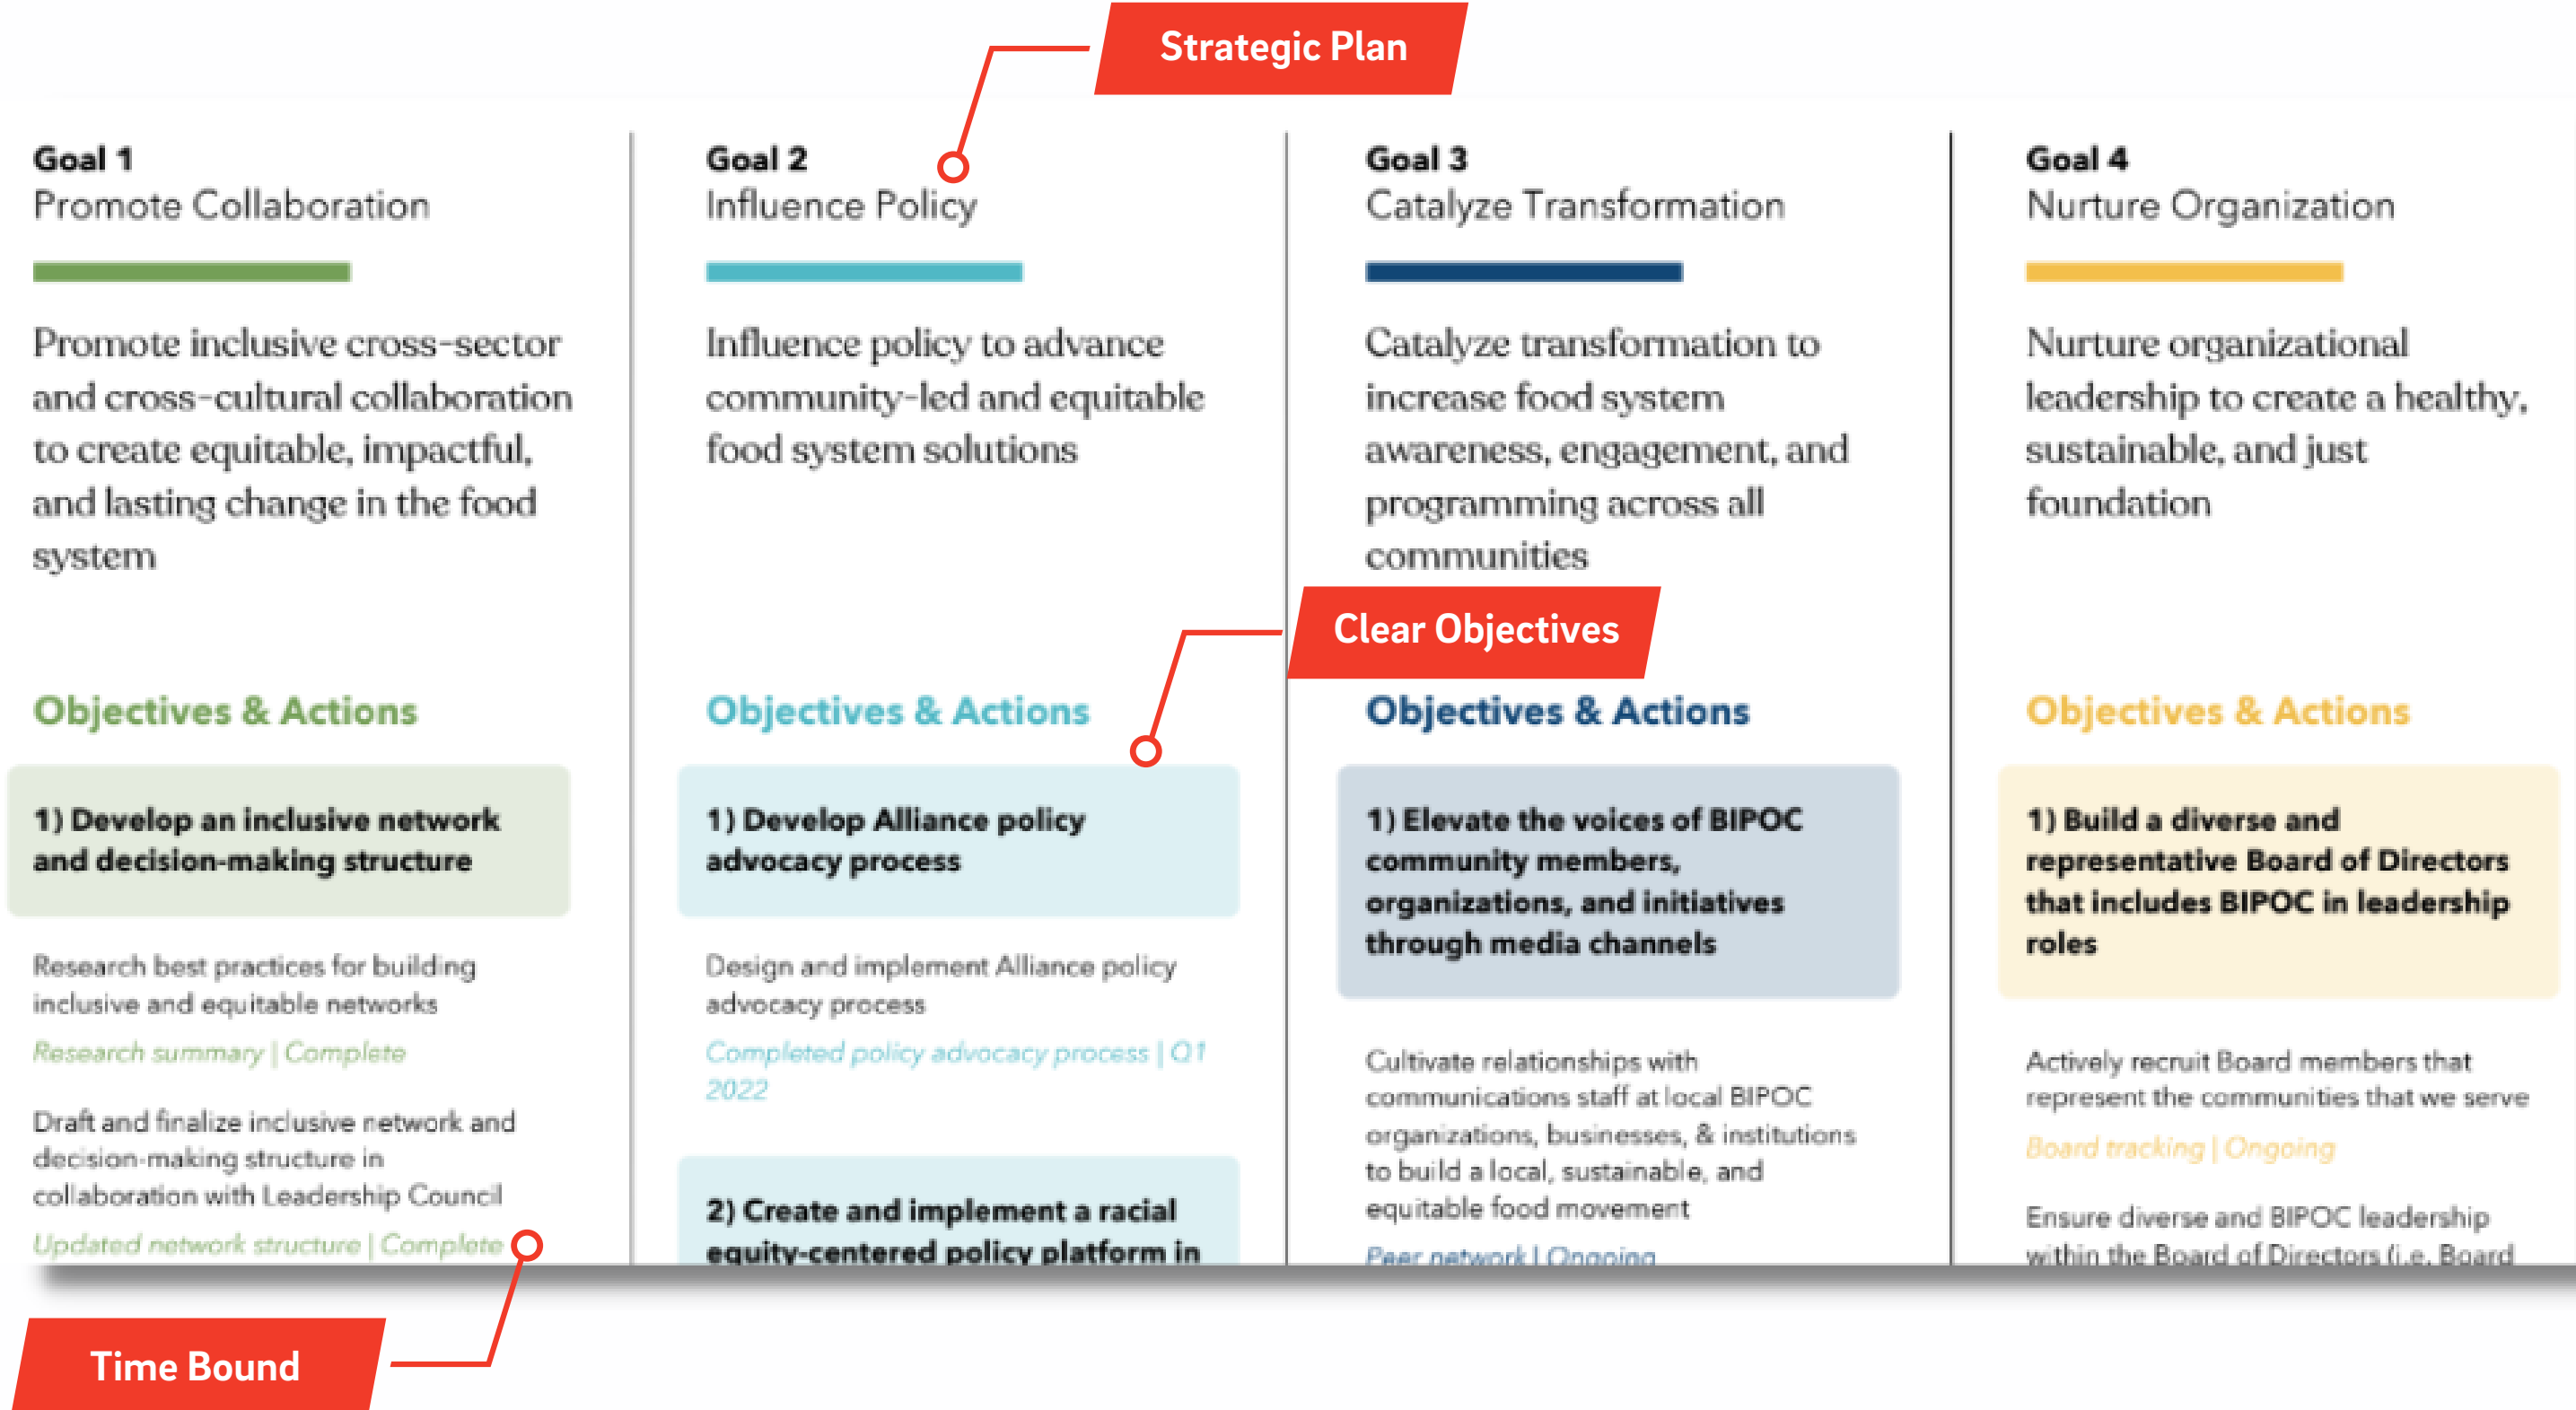 Strategic Plan
Goal 1
Promote Collaboration
Promote inclusive cross-sector
and cross-cultural collaboration
to create equitable, impactful,
and lasting change in the food
system
Objectives & Actions
1) Develop an inclusive network
and decision-making structure
Research best practices for building
inclusive and equitable networks
Research summary | Complete
Draft and finalize inclusive network and
decision-making structure in
collaboration with Leadership Council
Updated network structure | Complete
Time Bound
Goal 2
Influence Policy
Influence policy to advance
community-led and equitable
food system solutions
Clear Objectives
Objectives & Actions
1) Develop Alliance policy
advocacy process
Design and implement Alliance policy
advocacy process
Completed policy advocacy process | Q1
2022
2) Create and implement a racial
equity-centered policy platform in
Goal 3
Catalyze Transformation
Catalyze transformation to
increase food system
awareness, engagement, and
programming across all
communities
Objectives & Actions
1) Elevate the voices of BIPOC
community members,
organizations, and initiatives
through media channels
Cultivate relationships with
communications staff at local BIPOC
organizations, businesses, & institutions
to build a local, sustainable, and
equitable food movement
Peer network | Ongoing
Goal 4
Nurture Organization
Nurture organizational
leadership to create a healthy,
sustainable, and just
foundation
Objectives & Actions
1) Build a diverse and
representative Board of Directors
that includes BIPOC in leadership
roles
Actively recruit Board members that
represent the communities that we serve
Board tracking | Ongoing
Ensure diverse and BIPOC leadership
within the Board of Directors (i.e. Board